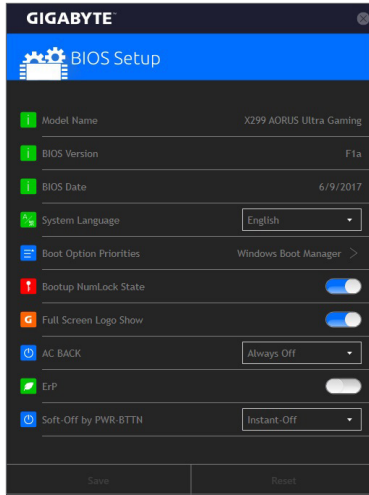 GIGABYTE™
BIOS Setup
Model Name X299 AORUS Ultra Gaming
BIOS Version F1a
BIOS Date 6/9/2017
System Language English
Boot Option Priorities Windows Boot Manager >
Bootup NumLock State
Full Screen Logo Show
AC BACK Always Off
ErP
Soft-Off by PWR-BTTN Instant-Off
Save Reset